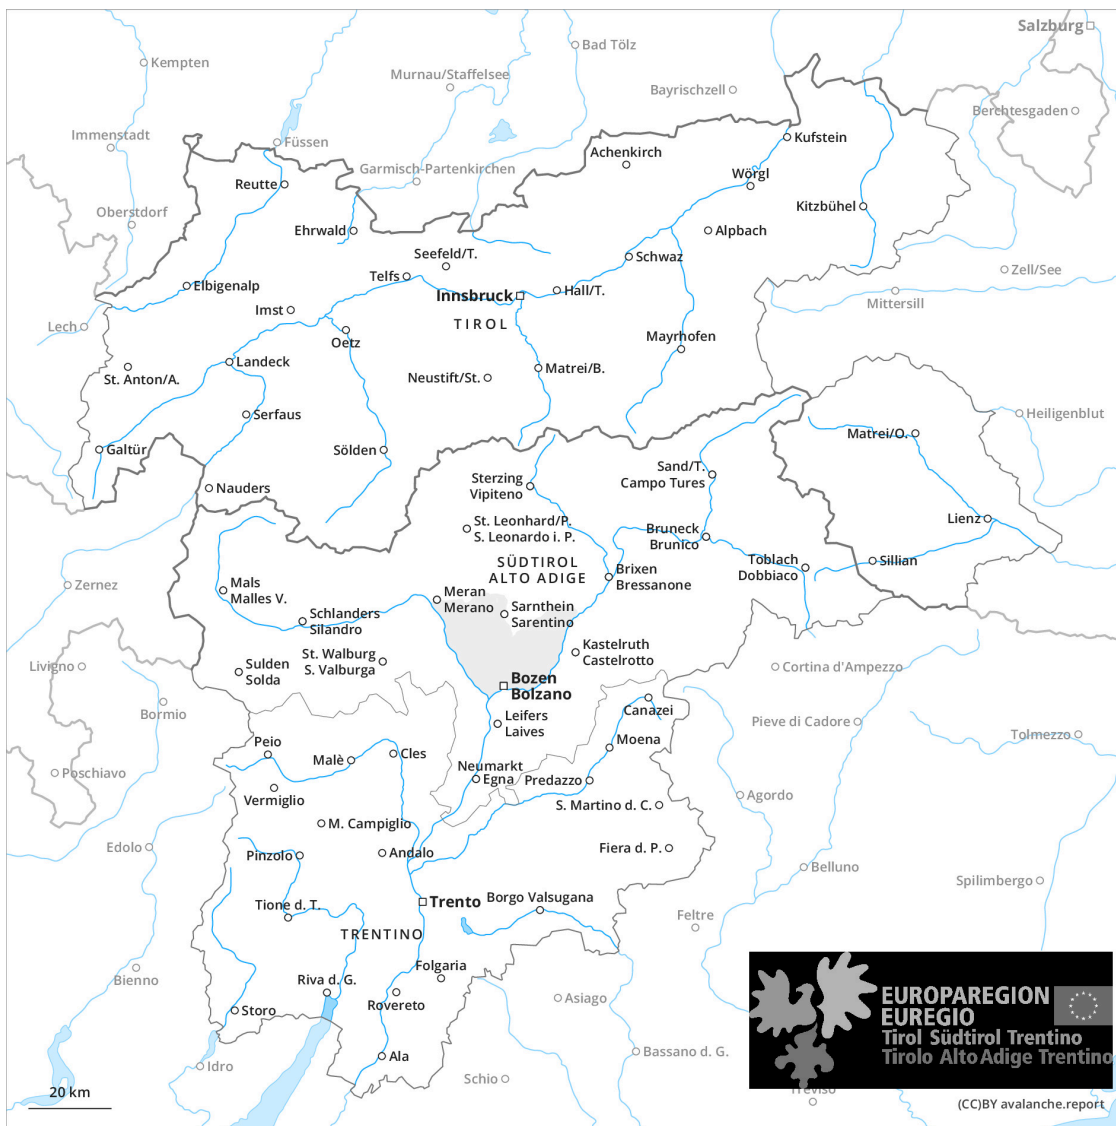 Salzburg
Kempten
Bad Tölz
Murnau/Staffelsee
Bayrischzell
Berchtesgaden
Immenstadt
Füssen
Kufstein
Achenkirch
Garmisch-Partenkirchen
Wörgl
Reutte
Oberstdorf
Kitzbühel
Ehrwald
Alpbach
Seefeld/T.
Schwaz
Zell/See
Telfs
Elbigenalp
Innsbruck
Hall/T.
Mittersill
Imst
TIROL
Lech
Oetz
Mayrhofen
Landeck
Matrei/B.
St. Anton/A.
Neustift/St.
Serfaus
Heiligenblut
Matrei/O.
Galtür
Sölden
Sand/T.
Campo Tures
Sterzing
Vipiteno
Nauders
Lienz
St. Leonhard/P.
S. Leonardo i. P.
Bruneck
Brunico
SÜDTIROL
ALTO ADIGE
Toblach
Dobbiaco
Sillian
Brixen
Bressanone
Zernez
Mals
Malles V.
Meran
Merano
Sarnthein
Sarentino
Schlanders
Silandro
Kastelruth
Castelrotto
St. Walburg
S. Valburga
Livigno
Sulden
Solda
Cortina d'Ampezzo
Bozen
Bolzano
Canazei
Bormio
Leifers
Laives
Pieve di Cadore
Tolmezzo
Moena
Peio
Cles
Malè
Neumarkt
Egna
Predazzo
Poschiavo
Vermiglio
S. Martino d. C.
Agordo
M. Campiglio
Edolo
Pinzolo
Andalo
Fiera d. P.
Belluno
Spilimbergo
Tione d. T.
Trento
Borgo Valsugana
Feltre
TRENTINO
Folgaria
Bienno
Riva d. G.
Rovereto
Asiago
Storo
EUROPAREGION
EUREGIO
Tirol Südtirol Trentino
Tirolo Alto Adige Trentino
Ala
Idro
Bassano d. G.
Schio
Treviso
20 km
(CC)BY avalanche.report